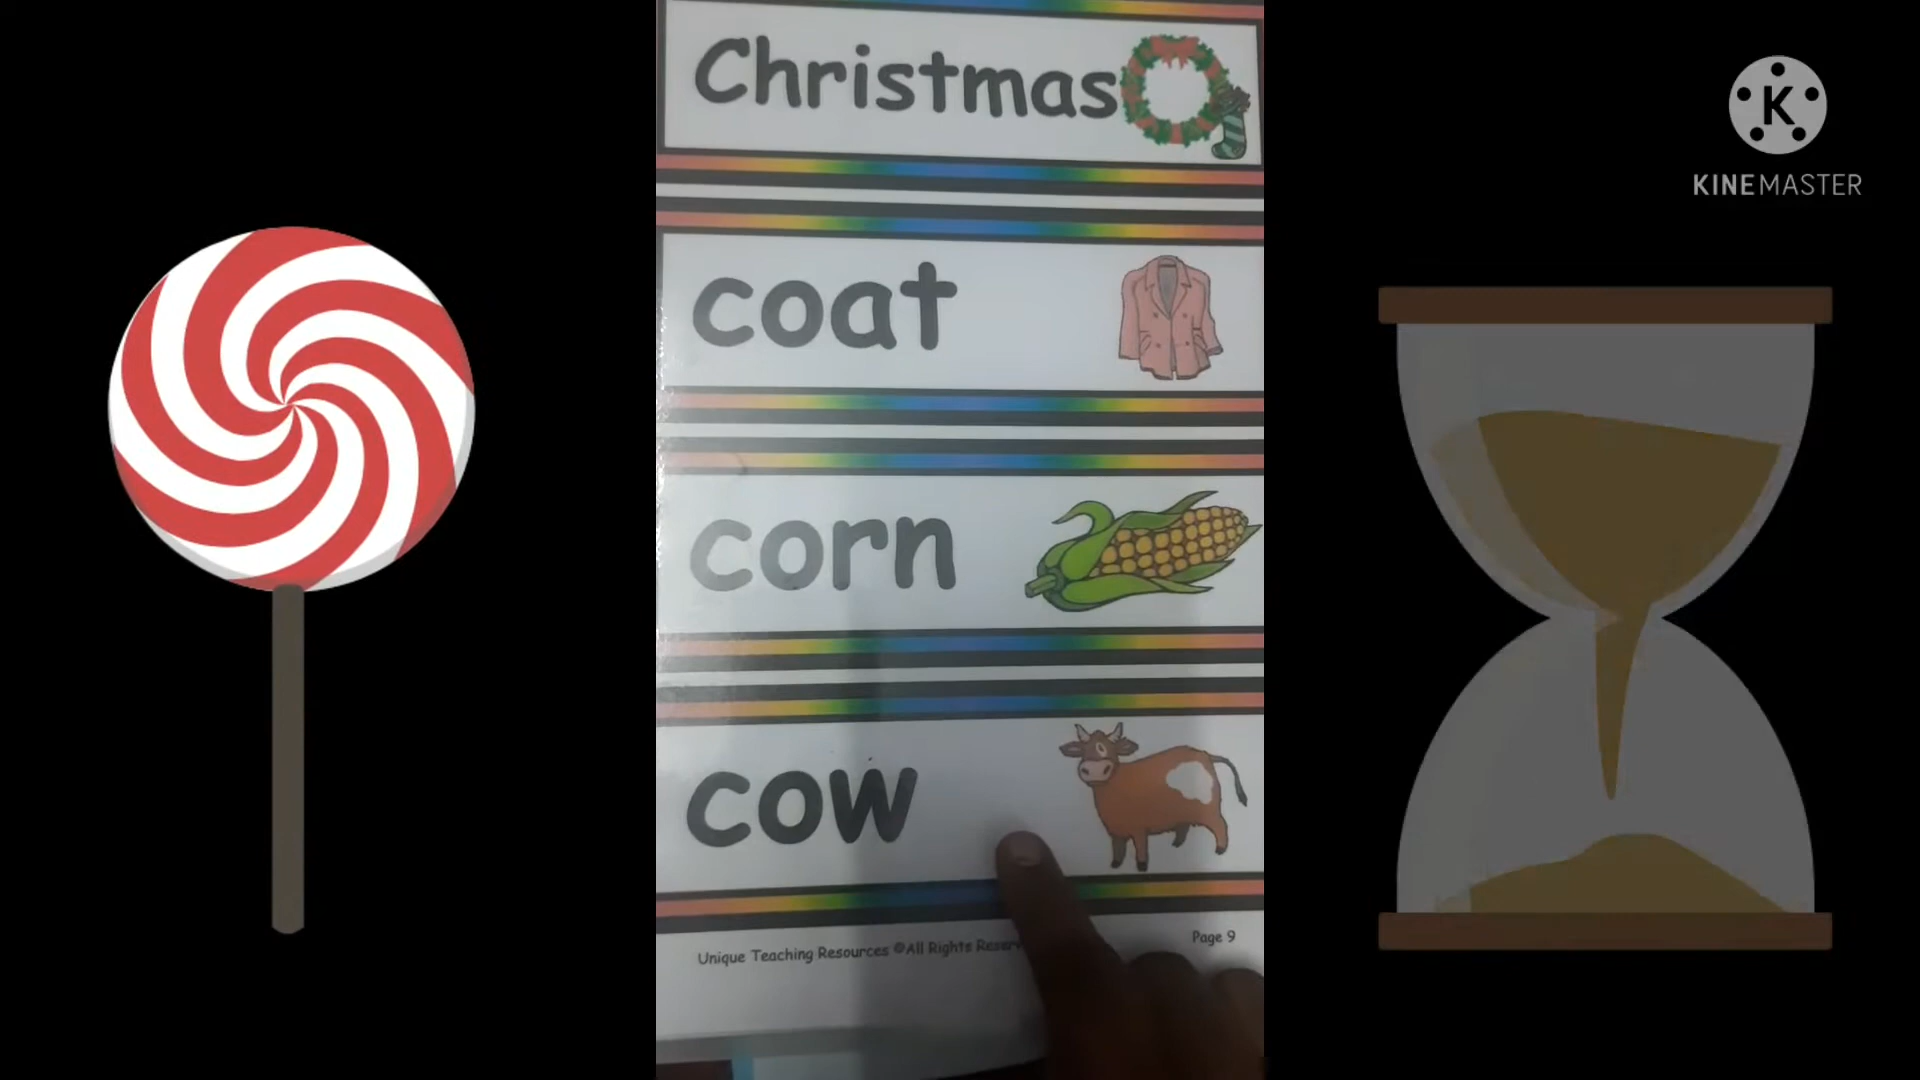 Christmas
coat
corn
cow
Unique Teaching Resources ©All Rights
Page 9
K
KINEMASTER